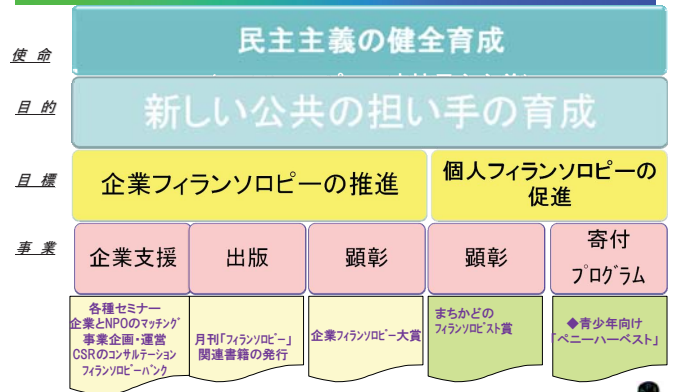 使 命
民主主義の健全育成
目 的
新しい公共の担い手の育成
目 標
企業フィランソロピーの推進
個人フィランソロピーの
促進
事 業
企業支援
出版
顕彰
顕彰
寄付
ﾌﾟﾛｸﾞﾗﾑ
各種セミナー
企業とNPOのマッチング
事業企画・運営
CSRのコンサルテーション
フィランソロピーバンク
月刊「フィランソロピー」
関連書籍の発行
企業フィランソロピー大賞
まちかどの
フィランソロピスト賞
◆青少年向け
「ペニーハーベスト」